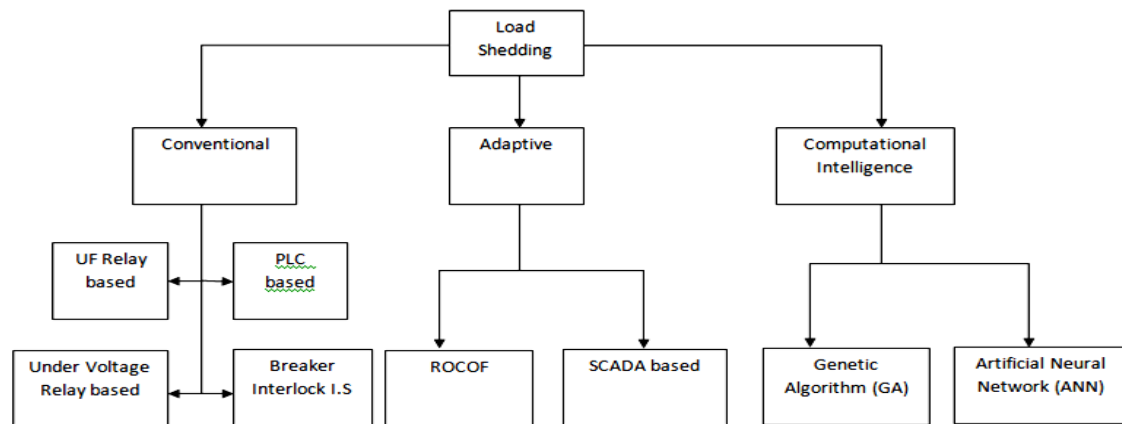 Load
Shedding
Conventional
Adaptive
Computational
Intelligence
UF Relay
based
PLC
based
Under Voltage
Relay based
Breaker
Interlock I.S
ROCOF
SCADA based
Genetic
Algorithm (GA)
Artificial Neural
Network (ANN)